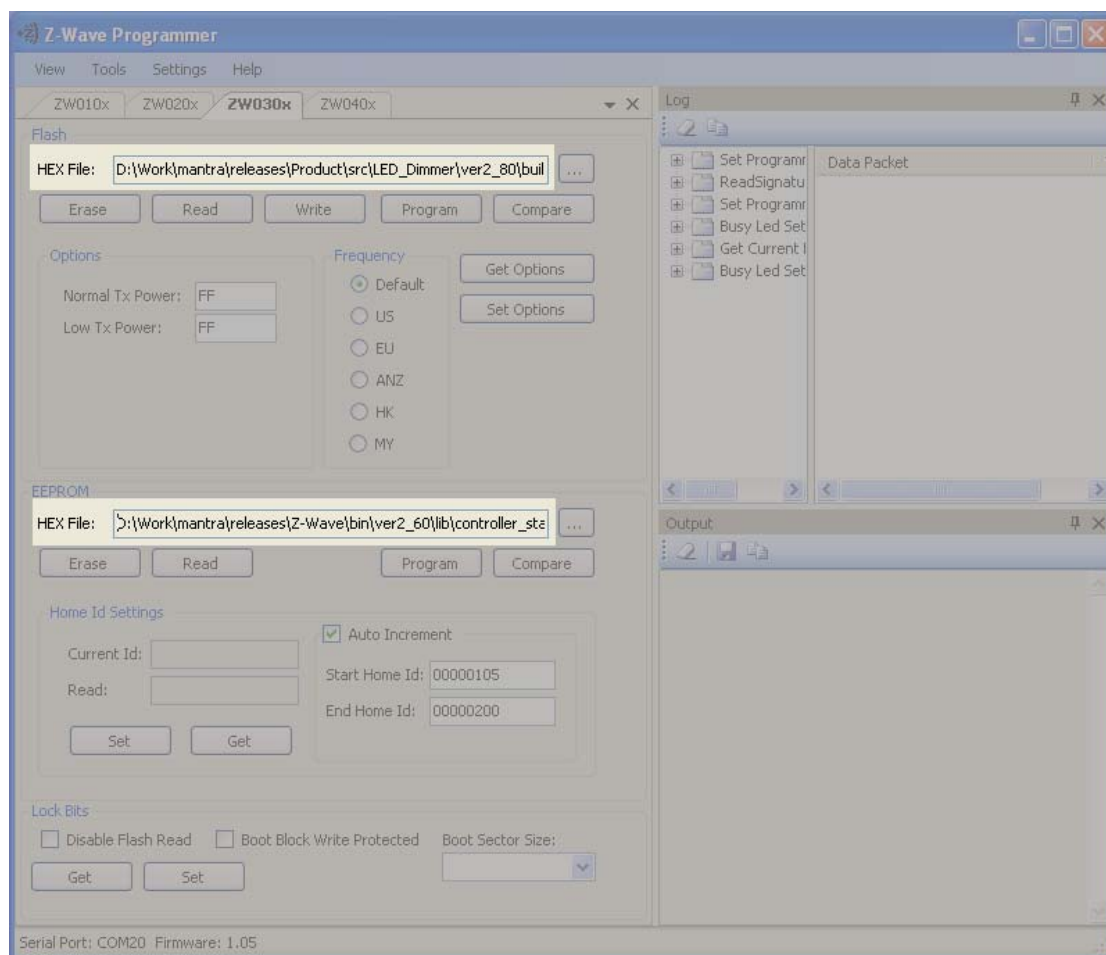 Z-Wave Programmer
View Tools Settings Help
ZW010x ZW020x ZW030x ZW040x
Flash
HEX File: D:\Work\mantra\releases\Product\src\LED_Dimmer\ver2_80\buil ...
Erase Read Write Program Compare
Options
Normal Tx Power: FF
Low Tx Power: FF
Frequency
Default
US
EU
ANZ
HK
MY
Get Options
Set Options
EEPROM
HEX File: D:\Work\mantra\releases\Z-Wave\bin\ver2_60\lib\controller_sta ...
Erase Read Program Compare
Home Id Settings
Current Id:
Read:
Set Get
Auto Increment
Start Home Id: 00000105
End Home Id: 00000200
Lock Bits
Disable Flash Read Boot Block Write Protected Boot Sector Size:
Get Set
Log
Set Programr
ReadSignatu
Set Programr
Busy Led Set
Get Current I
Busy Led Set
Data Packet
Output
Serial Port: COM20 Firmware: 1.05